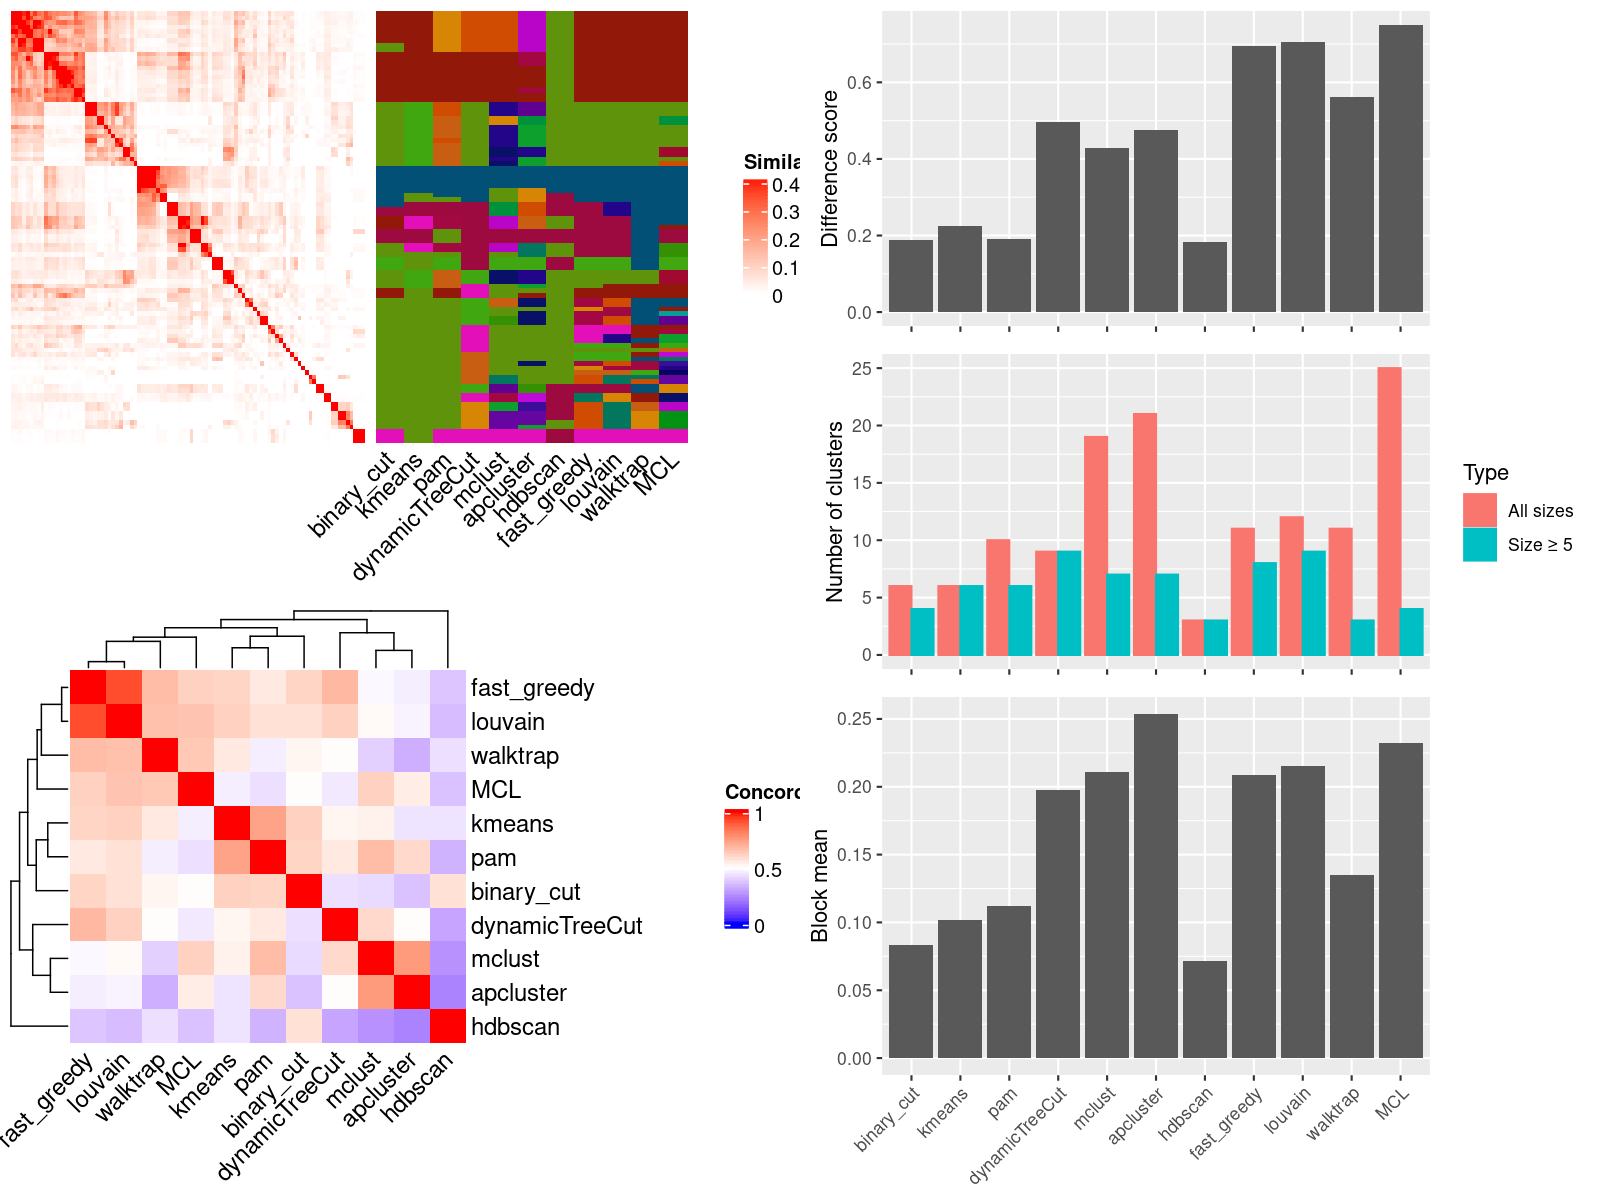 Simila
0.4
0.3
0.2
0.1
0
binary_cut
kmeans
pam
dynamicTreeCut
mclust
apcluster
hdbscan
fast_greedy
louvain
walktrap
MCL
fast_greedy
louvain
walktrap
MCL
kmeans
pam
binary_cut
dynamicTreeCut
mclust
apcluster
hdbscan
fast_greedy
louvain
walktrap
MCL
kmeans
pam
binary_cut
dynamicTreeCut
mclust
apcluster
hdbscan
Concord
1
0.5
0
Difference score
0.6
0.4
0.2
0.0
Number of clusters
25
20
15
10
5
0
Type
All sizes
Size ≥ 5
Block mean
0.25
0.20
0.15
0.10
0.05
0.00
binary_cut
kmeans
pam
dynamicTreeCut
mclust
apcluster
hdbscan
fast_greedy
louvain
walktrap
MCL